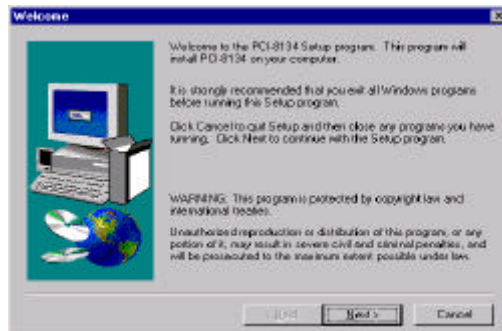 Welcome
Welcome to the PCI-8134 Setup program. This program will
install PCI-8134 on your computer.
It is strongly recommended that you exit all Windows programs
before running this Setup program.
Click Cancel to quit Setup and then close any programs you have
running. Click Next to continue with the Setup program.
WARNING: This program is protected by copyright law and
international treaties.
Unauthorized reproduction or distribution of this program, or any
portion of it, may result in severe civil and criminal penalties, and
will be prosecuted to the maximum extent possible under law.
Next >
Cancel